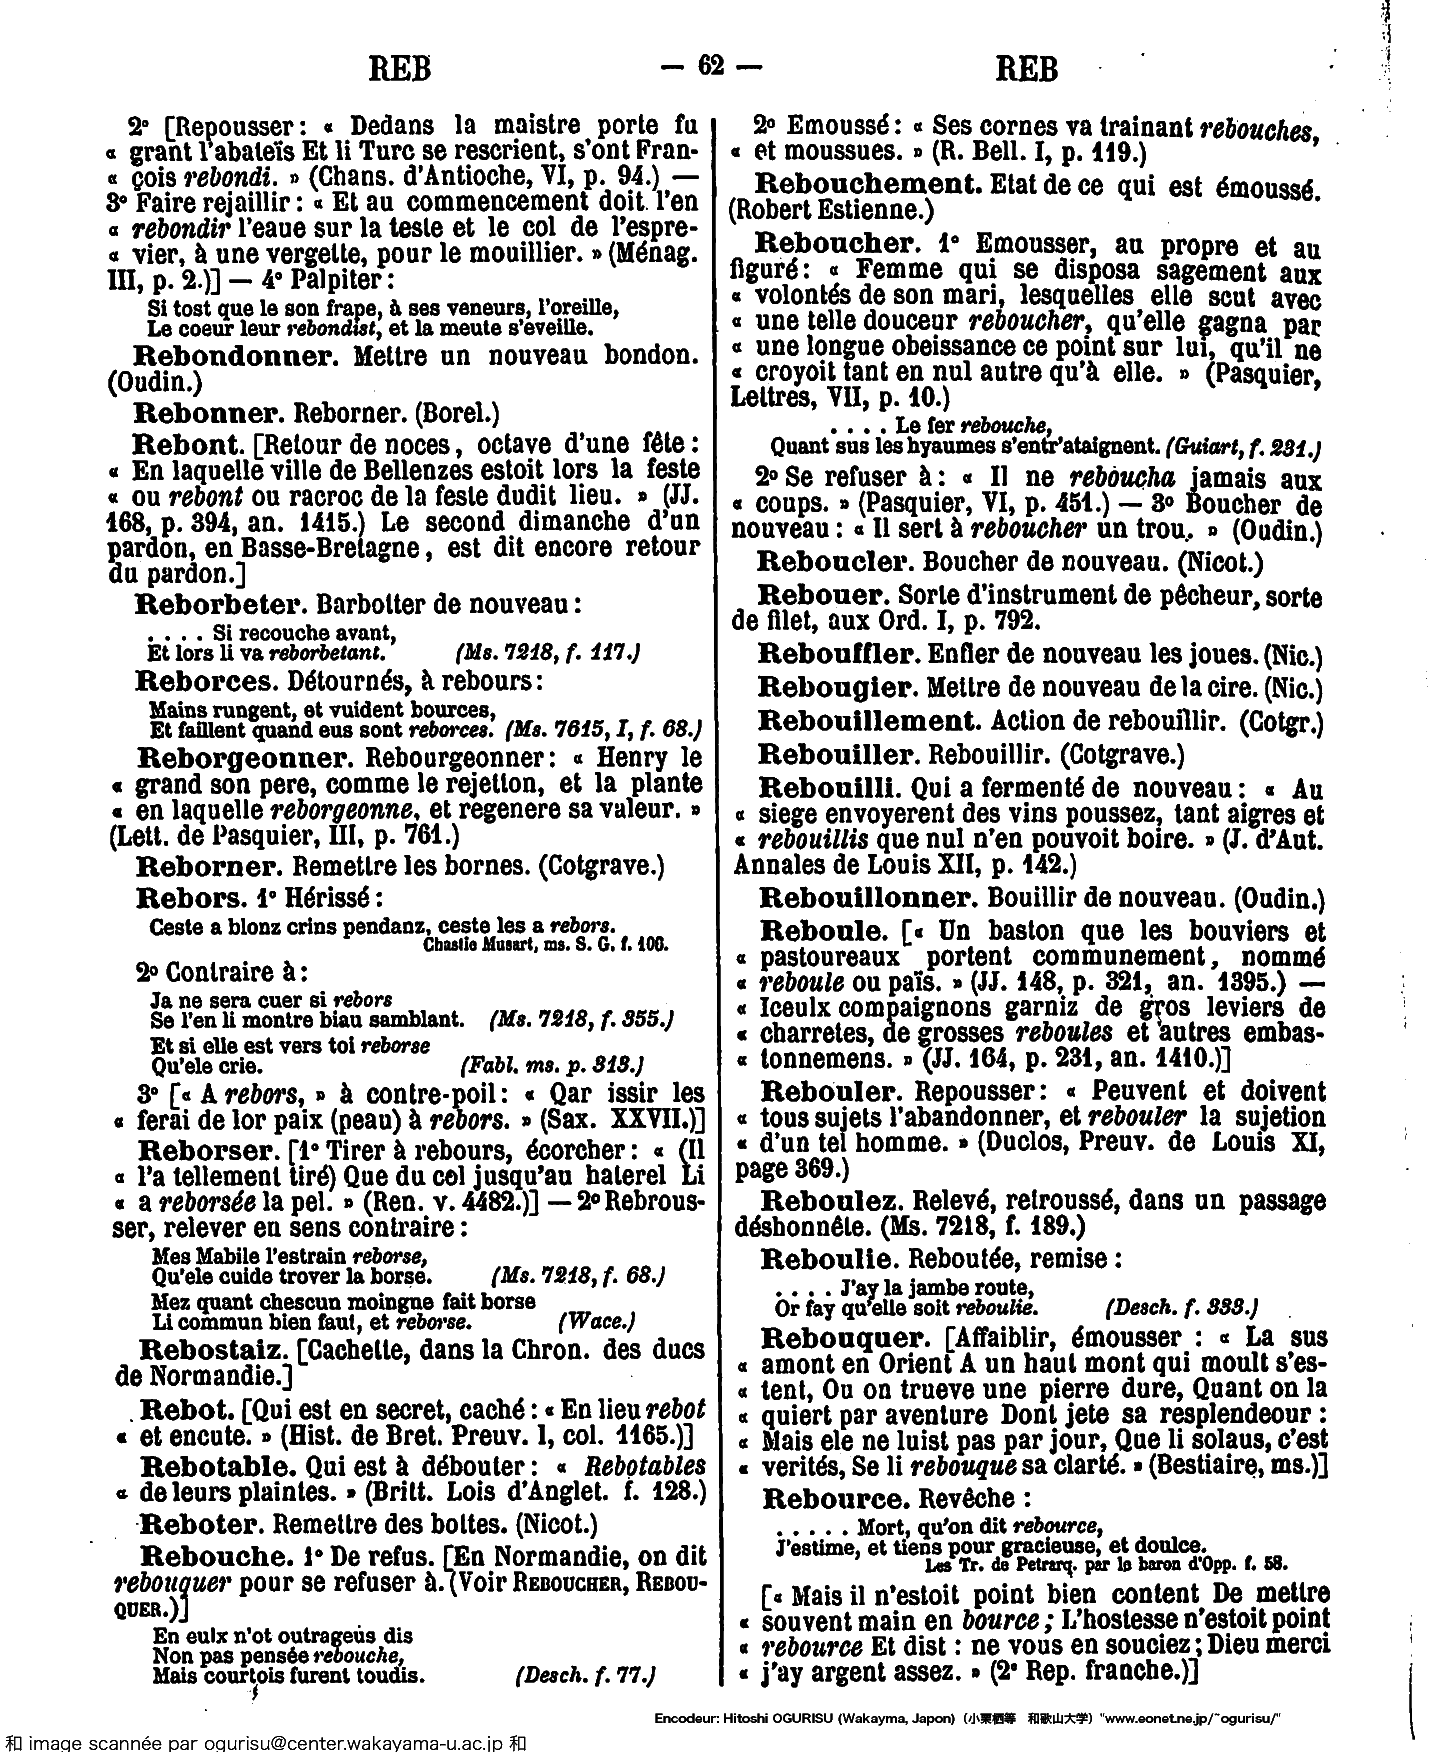 REB — 62 — REB
2° [Repousser : « Dedans la maistre porte fu
« grant l'abateïs Et li Turc se rescrient, s'ont Fran-
« çois rebondi. » (Chans. d'Antioche, VI, p. 94.) —
3° Faire rejaillir : « Et au commencement doit l'en
« rebondir l'eaue sur la teste et le col de l'espre-
« vier, à une vergette, pour le mouillier. » (Ménag.
III, p. 2.)] — 4° Palpiter :
Si tost que le son frape, à ses veneurs, l'oreille,
Le coeur leur rebondist, et la meute s'eveille.
Rebondonner. Mettre un nouveau bondon.
(Oudin.)
Rebonner. Reborner. (Borel.)
Rebont. [Retour de noces, octave d'une fête :
« En laquelle ville de Bellenzes estoit lors la feste
« ou rebont ou racroc de la feste dudit lieu. » (JJ.
168, p. 394, an. 1415.) Le second dimanche d'un
pardon, en Basse-Bretagne, est dit encore retour
du pardon.]
Reborbeter. Barbotter de nouveau :
. . . . Si recouche avant,
Et lors li va reborbetant. (Ms. 7218, f. 117.)
Reborces. Détournés, à rebours :
Mains rungent, et vuident bources,
Et faillent quand eus sont reborces. (Ms. 7615, I, f. 68.)
Reborgeonner. Rebourgeonner : « Henry le
« grand son pere, comme le rejetton, et la plante
« en laquelle reborgeonne, et regenere sa valeur. »
(Lett. de Pasquier, III, p. 761.)
Reborner. Remettre les bornes. (Cotgrave.)
Rebors. 1° Hérissé :
Ceste a blonz crins pendanz, ceste les a rebors.
Chastie Musart, ms. S. G. f. 106.
2° Contraire à :
Ja ne sera cuer si rebors
Se l'en li montre biau samblant. (Ms. 7218, f. 355.)
Et si elle est vers toi reborse
Qu'ele crie. (Fabl. ms. p. 313.)
3° [« A rebors, » à contre-poil : « Qar issir les
« ferai de lor paix (peau) à rebors. » (Sax. XXVII.)]
Reborser. [1° Tirer à rebours, écorcher : « (Il
« l'a tellement tiré) Que du col jusqu'au haterel Li
« a reborsée la pel. » (Ren. v. 4482.)] — 2° Rebrous-
ser, relever en sens contraire :
Mes Mabile l'estrain reborse,
Qu'ele cuide trover la borse. (Ms. 7218, f. 68.)
Mez quant chescun moingne fait borse
Li commun bien faut, et reborse. (Wace.)
Rebostaiz. [Cachette, dans la Chron. des ducs
de Normandie.]
Rebot. [Qui est en secret, caché : « En lieu rebot
« et encute. » (Hist. de Bret. Preuv. I, col. 1165.)]
Rebotable. Qui est à débouter : « Rebotables
« de leurs plaintes. » (Britt. Lois d'Anglet. f. 128.)
Reboter. Remettre des bottes. (Nicot.)
Rebouche. 1° De refus. [En Normandie, on dit
rebouquer pour se refuser à. (Voir REBOUCHER, REBOU-
QUER.)]
En eulx n'ot outrageus dis
Non pas pensée rebouche,
Mais courtois furent toudis. (Desch. f. 77.)
2° Emoussé : « Ses cornes va trainant rebouches,
« et moussues. » (R. Bell. I, p. 119.)
Rebouchement. Etat de ce qui est émoussé.
(Robert Estienne.)
Reboucher. 1° Emousser, au propre et au
figuré : « Femme qui se disposa sagement aux
« volontés de son mari, lesquelles elle scut avec
« une telle douceur reboucher, qu'elle gagna par
« une longue obeissance ce point sur lui, qu'il ne
« croyoit tant en nul autre qu'à elle. » (Pasquier,
Lettres, VII, p. 10.)
. . . . Le fer rebouche,
Quant sus les hyaumes s'entr'ataignent. (Guiart, f. 231.)
2° Se refuser à : « Il ne reboucha jamais aux
« coups. » (Pasquier, VI, p. 451.) — 3° Boucher de
nouveau : « Il sert à reboucher un trou. » (Oudin.)
Reboucler. Boucher de nouveau. (Nicot.)
Rebouer. Sorte d'instrument de pêcheur, sorte
de filet, aux Ord. I, p. 792.
Rebouffler. Enfler de nouveau les joues. (Nic.)
Rebougier. Mettre de nouveau de la cire. (Nic.)
Rebouillement. Action de rebouillir. (Cotgr.)
Rebouiller. Rebouillir. (Cotgrave.)
Rebouilli. Qui a fermenté de nouveau : « Au
« siege envoyerent des vins poussez, tant aigres et
« rebouillis que nul n'en pouvoit boire. » (J. d'Aut.
Annales de Louis XII, p. 142.)
Rebouillonner. Bouillir de nouveau. (Oudin.)
Reboule. [« Un baston que les bouviers et
« pastoureaux portent communement, nommé
« reboule ou païs. » (JJ. 148, p. 321, an. 1395.) —
« Iceulx compaignons garniz de gros leviers de
« charretes, de grosses reboules et autres embas-
« tonnemens. » (JJ. 164, p. 231, an. 1410.)]
Rebouler. Repousser : « Peuvent et doivent
« tous sujets l'abandonner, et rebouler la sujetion
« d'un tel homme. » (Duclos, Preuv. de Louis XI,
page 369.)
Reboulez. Relevé, retroussé, dans un passage
déshonnête. (Ms. 7218, f. 189.)
Reboulie. Reboutée, remise :
. . . . J'ay la jambe route,
Or fay qu'elle soit reboulie. (Desch. f. 333.)
Rebouquer. [Affaiblir, émousser : « La sus
« amont en Orient A un haut mont qui moult s'es-
« tent, Ou on trueve une pierre dure, Quant on la
« quiert par aventure Dont jete sa resplendeour :
« Mais ele ne luist pas par jour, Que li solaus, c'est
« verités, Se li rebouque sa clarté. » (Bestiaire, ms.)]
Rebource. Revêche :
. . . . . Mort, qu'on dit rebource,
J'estime, et tiens pour gracieuse, et doulce.
Les Tr. de Petrarq. par le baron d'Opp. f. 58.
[« Mais il n'estoit point bien content De mettre
« souvent main en bource ; L'hostesse n'estoit point
« rebource Et dist : ne vous en souciez ; Dieu merci
« j'ay argent assez. » (2° Rep. franche.)]
Encodeur: Hitoshi OGURISU (Wakayma, Japon) (小栗栖等 和歌山大学) "www.eonet.ne.jp/~ogurisu/"
和 image scannée par ogurisu@center.wakayama-u.ac.jp 和